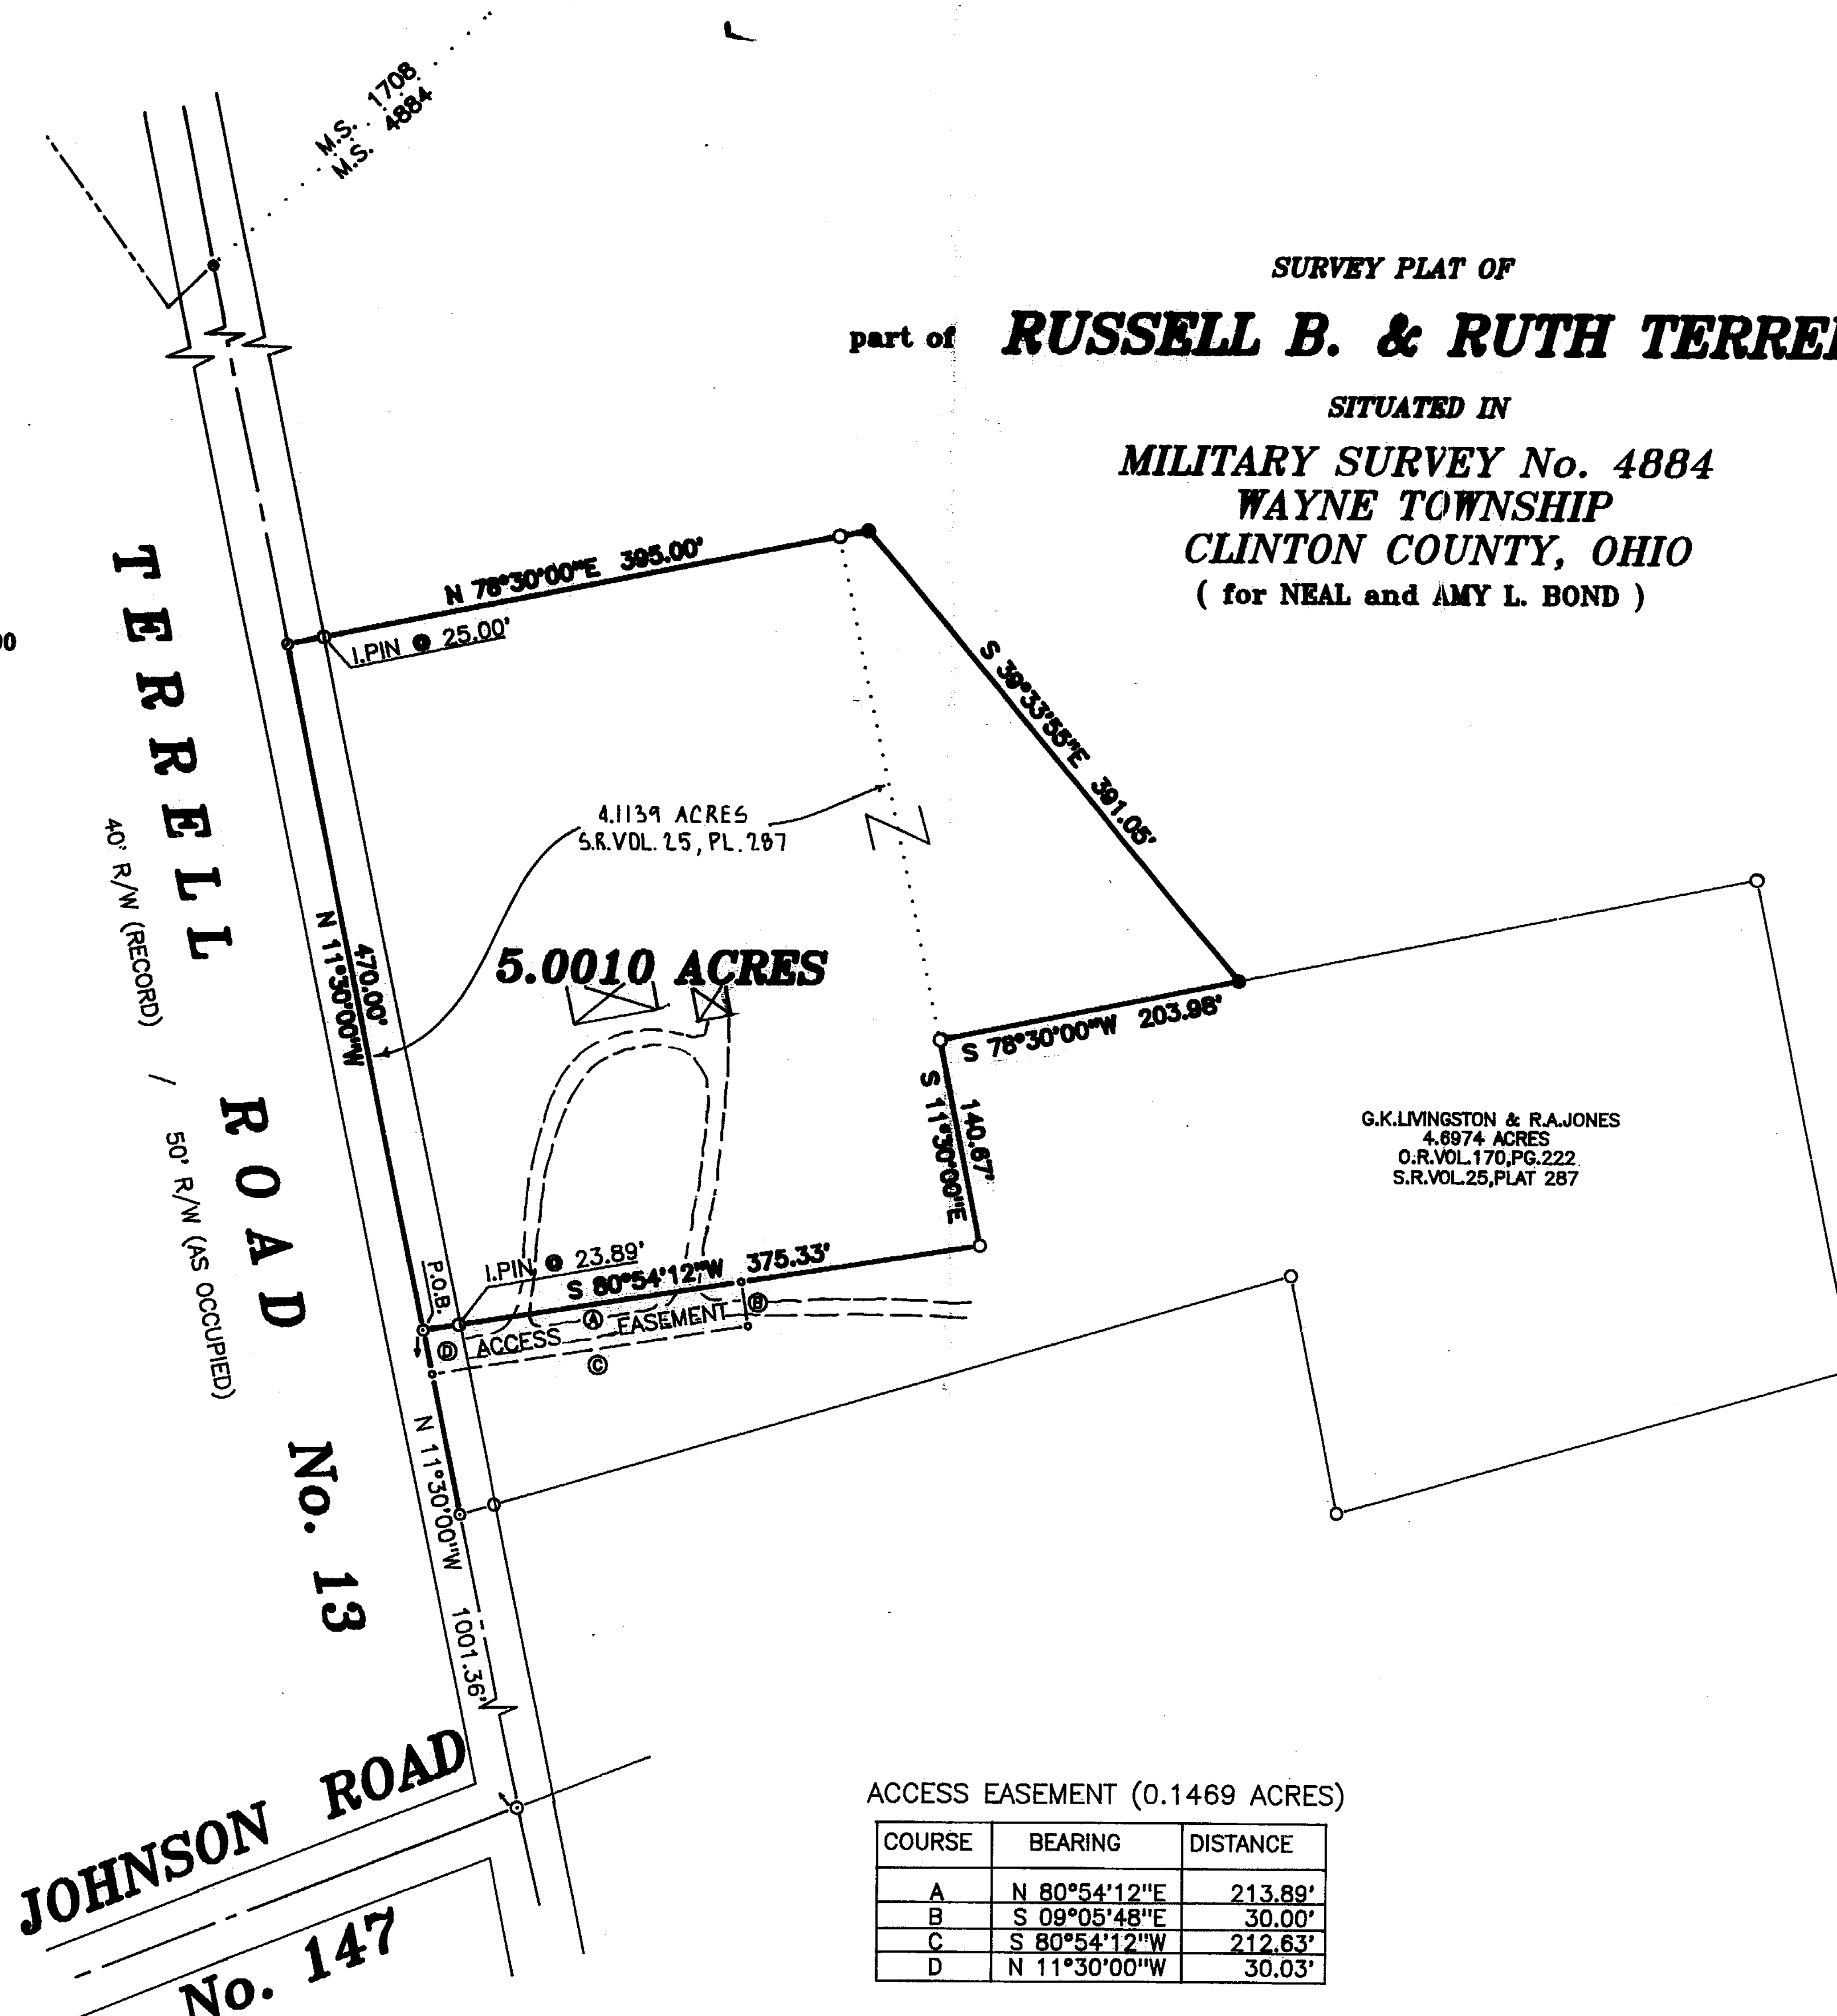 M.S. 1708
M.S. 4884
SURVEY PLAT OF
part of RUSSELL B. & RUTH
SITUATED IN
MILITARY SURVEY No. 4884
WAYNE TOWNSHIP
CLINTON COUNTY, OHIO
( for NEAL and AMY L. BOND )
N 78°30'00"E 395.00'
I.PIN @ 25.00'
S 39°33'55"E 391.05'
4.1139 ACRES
S.R.VOL. 25, PL. 287
5.0010 ACRES
470.00'
N 11°30'00"W
S 78°30'00"W 203.98'
140.67'
S 11°30'00"E
G.K.LIVINGSTON & R.A.JONES
4.6974 ACRES
O.R.VOL.170,PG.222
S.R.VOL.25,PLAT 287
TERRELL ROAD No. 13
40' R/W (RECORD) / 50' R/W (AS OCCUPIED)
P.O.B.
I.PIN @ 23.89'
S 80°54'12"W 375.33'
A
B
C
D
ACCESS EASEMENT
N 11°30'00"W 1001.36'
JOHNSON ROAD
No. 147
ACCESS EASEMENT (0.1469 ACRES)
COURSE BEARING DISTANCE
A N 80°54'12"E 213.89'
B S 09°05'48"E 30.00'
C S 80°54'12"W 212.63'
D N 11°30'00"W 30.03'